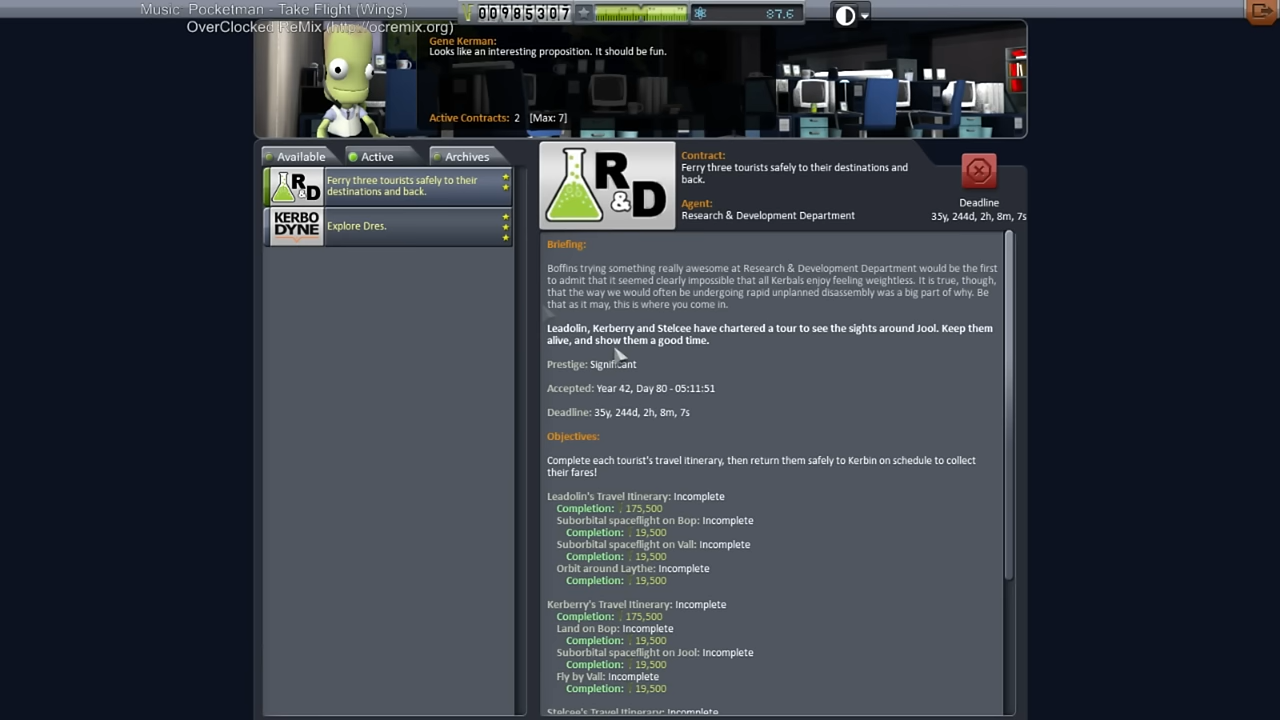 Music  Pocketman - Take Flight (Wings)
OverClocked ReMix (http://ocremix.org)
00985307
87.6
Gene Kerman:
Looks like an interesting proposition. It should be fun.
Active Contracts: 2 [Max: 7]
Available
Active
Archives
R&D
Ferry three tourists safely to their
destinations and back.
KERBO
DYNE
Explore Dres.
R
&D
Contract:
Ferry three tourists safely to their destinations and
back.
Agent:
Research & Development Department
Deadline
35y, 244d, 2h, 8m, 7s
Briefing:
Boffins trying something really awesome at Research & Development Department would be the first
to admit that it seemed clearly impossible that all Kerbals enjoy feeling weightless. It is true, though,
that the way we would often be undergoing rapid unplanned disassembly was a big part of why. Be
that as it may, this is where you come in.
Leadolin, Kerberry and Stelcee have chartered a tour to see the sights around Jool. Keep them
alive, and show them a good time.
Prestige: Significant
Accepted: Year 42, Day 80 - 05:11:51
Deadline: 35y, 244d, 2h, 8m, 7s
Objectives:
Complete each tourist's travel itinerary, then return them safely to Kerbin on schedule to collect
their fares!
Leadolin's Travel Itinerary: Incomplete
Completion: 175,500
Suborbital spaceflight on Bop: Incomplete
Completion: 19,500
Suborbital spaceflight on Vall: Incomplete
Completion: 19,500
Orbit around Laythe: Incomplete
Completion: 19,500
Kerberry's Travel Itinerary: Incomplete
Completion: 175,500
Land on Bop: Incomplete
Completion: 19,500
Suborbital spaceflight on Jool: Incomplete
Completion: 19,500
Fly by Vall: Incomplete
Completion: 19,500
Stelcee's Travel Itinerary: Incomplete